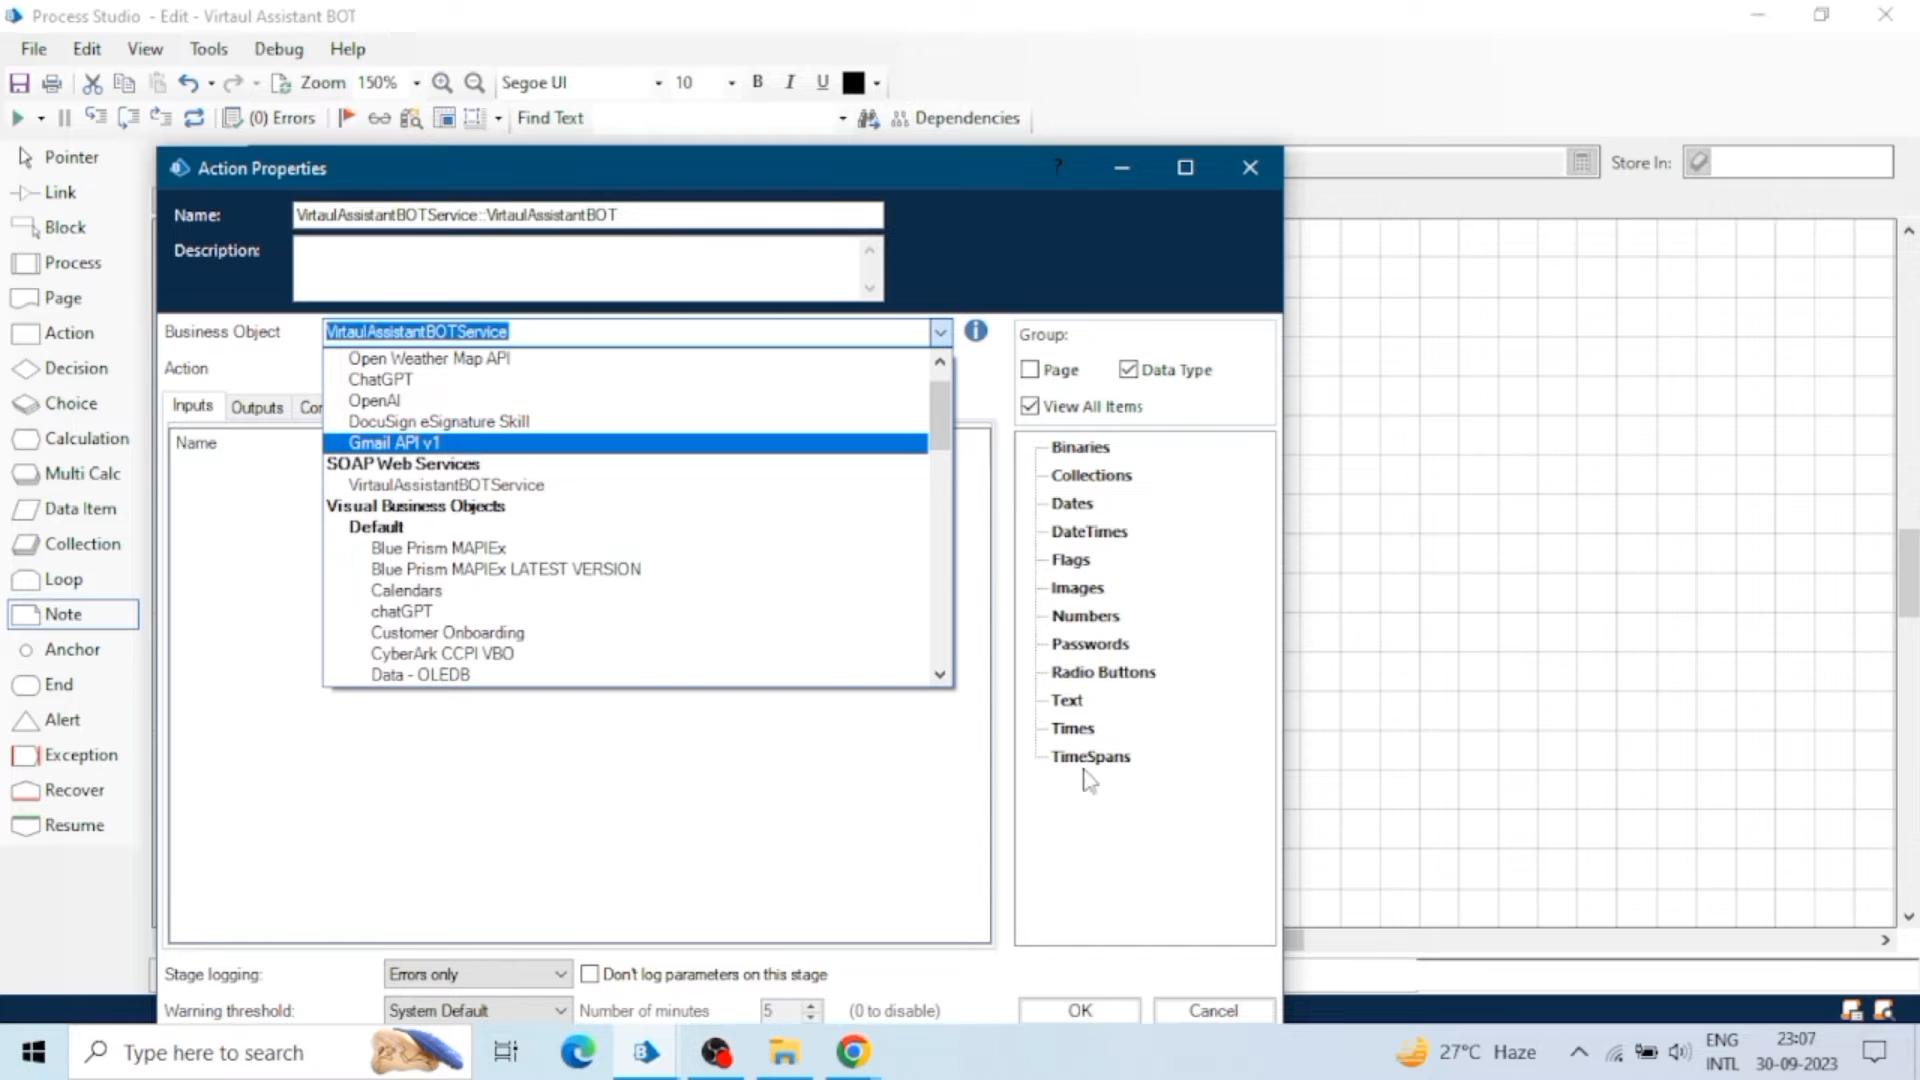 Process Studio - Edit - Virtaul Assistant BOT
File Edit View Tools Debug Help
Zoom 150% Segoe UI 10 B I U
(0) Errors Find Text Dependencies
Pointer
Link
Block
Process
Page
Action
Decision
Choice
Calculation
Multi Calc
Data Item
Collection
Loop
Note
Anchor
End
Alert
Exception
Recover
Resume
Store In:
Action Properties ?
Name: VirtaulAssistantBOTService::VirtaulAssistantBOT
Description:
Business Object VirtaulAssistantBOTService
Action
Inputs Outputs Con
Name
Open Weather Map API
ChatGPT
OpenAI
DocuSign eSignature Skill
Gmail API v1
SOAP Web Services
VirtaulAssistantBOTService
Visual Business Objects
Default
Blue Prism MAPIEx
Blue Prism MAPIEx LATEST VERSION
Calendars
chatGPT
Customer Onboarding
CyberArk CCPI VBO
Data - OLEDB
Group:
Page Data Type
View All Items
Binaries
Collections
Dates
DateTimes
Flags
Images
Numbers
Passwords
Radio Buttons
Text
Times
TimeSpans
Stage logging: Errors only Don't log parameters on this stage
Warning threshold: System Default Number of minutes 5 (0 to disable)
OK Cancel
Type here to search
27°C Haze
ENG
INTL
23:07
30-09-2023